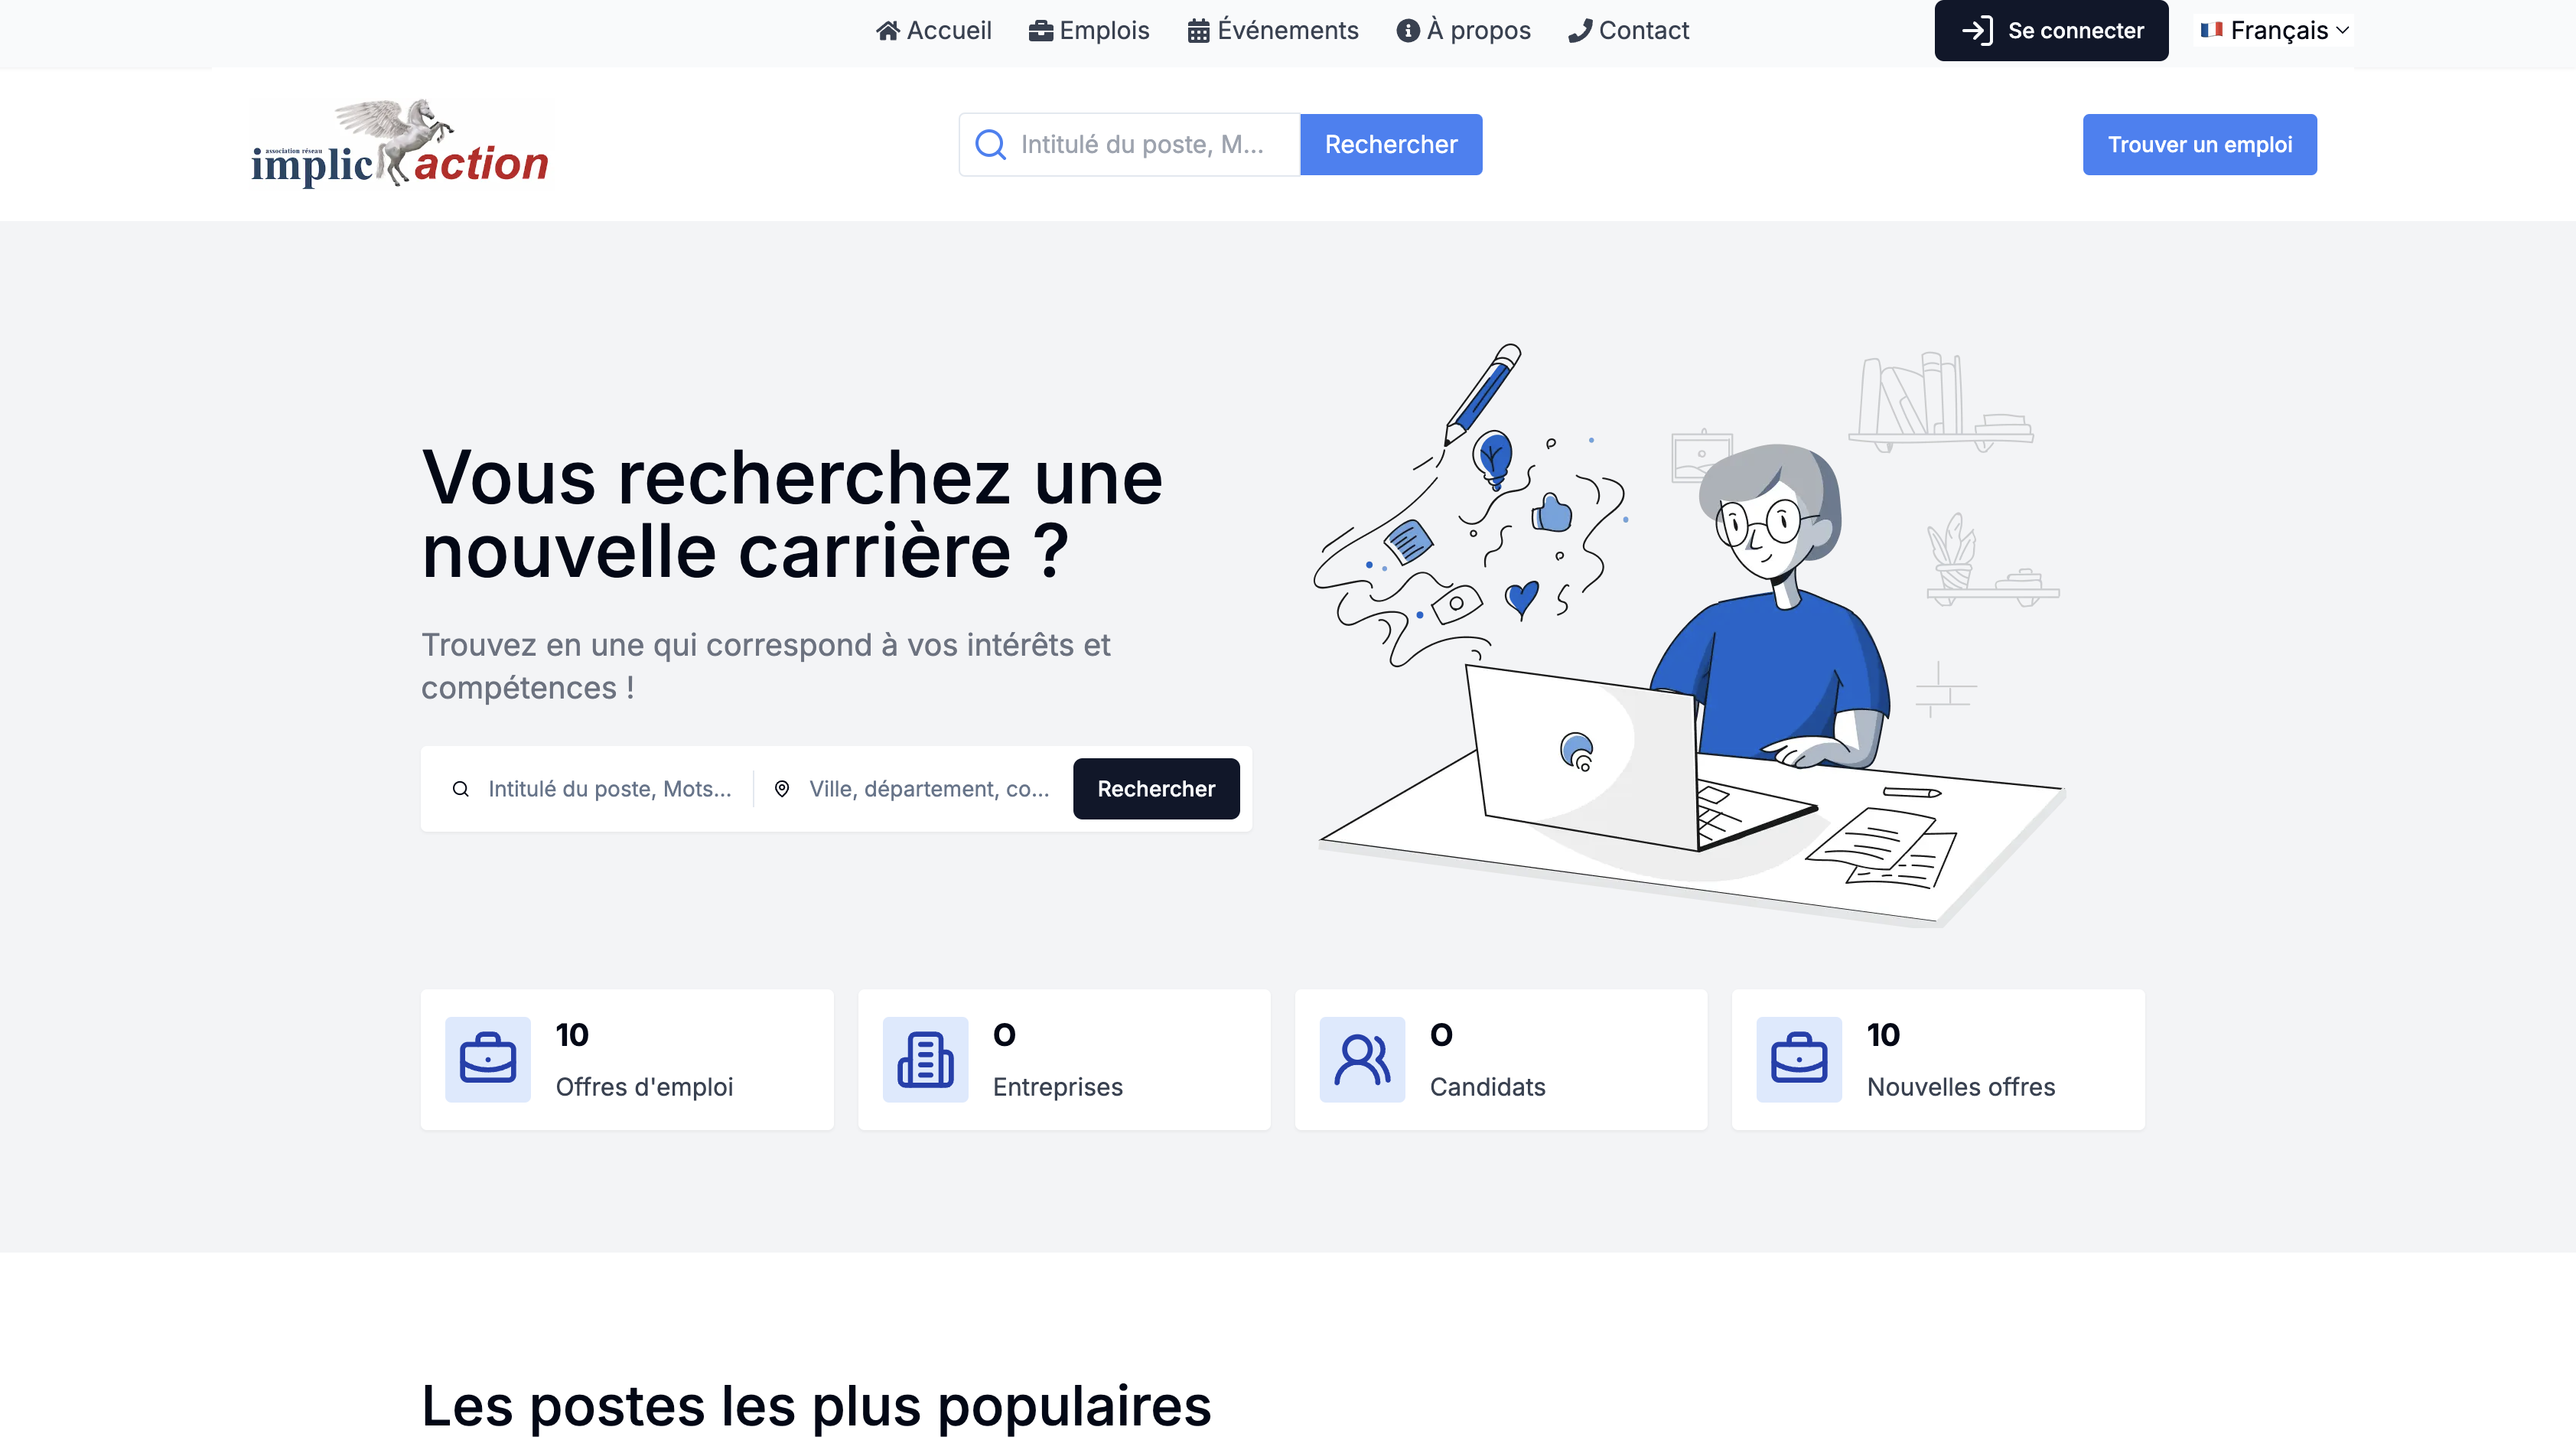 Accueil
Emplois
Événements
À propos
Contact
Se connecter
Français
association réseau
implic action
Intitulé du poste, M...
Rechercher
Trouver un emploi
Vous recherchez une
nouvelle carrière ?
Trouvez en une qui correspond à vos intérêts et
compétences !
Intitulé du poste, Mots...
Ville, département, co...
Rechercher
10
Offres d'emploi
0
Entreprises
0
Candidats
10
Nouvelles offres
Les postes les plus populaires